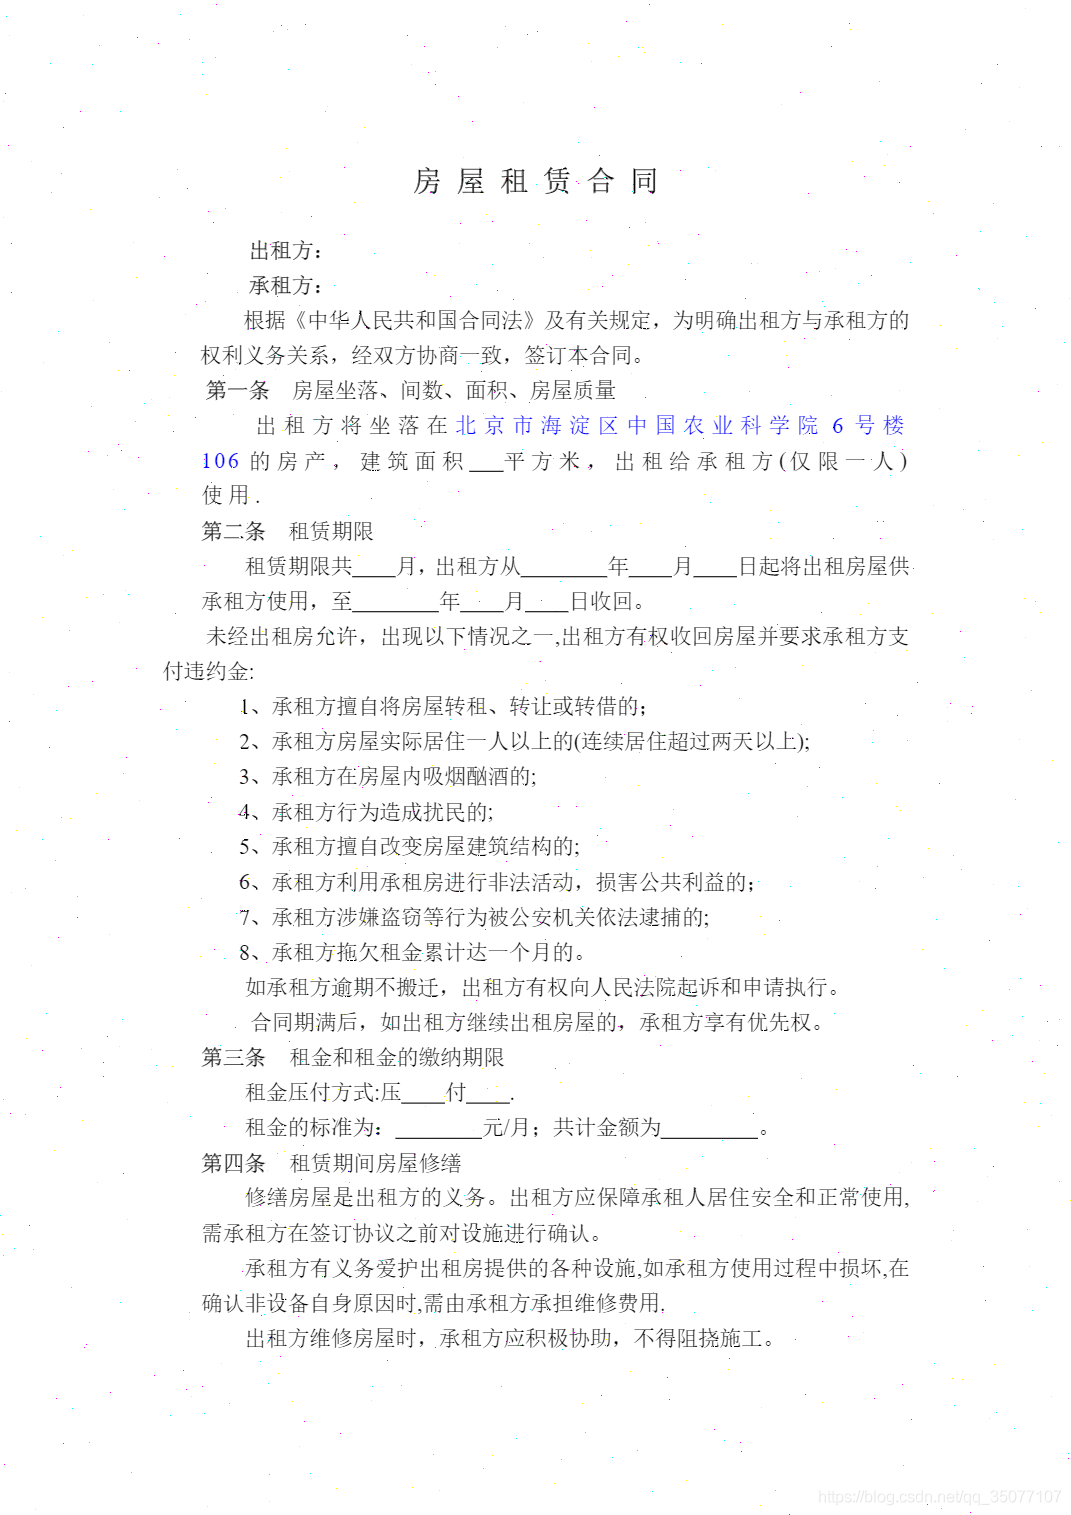 房屋租赁合同
出租方：
承租方：
根据《中华人民共和国合同法》及有关规定，为明确出租方与承租方的
权利义务关系，经双方协商一致，签订本合同。
第一条 房屋坐落、间数、面积、房屋质量
出租方将坐落在北京市海淀区中国农业科学院 6 号楼
106 的房产，建筑面积___平方米，出租给承租方(仅限一人)
使用.
第二条 租赁期限
租赁期限共____月，出租方从________年____月____日起将出租房屋供
承租方使用，至________年____月____日收回。
未经出租房允许，出现以下情况之一,出租方有权收回房屋并要求承租方支
付违约金:
1、承租方擅自将房屋转租、转让或转借的；
2、承租方房屋实际居住一人以上的(连续居住超过两天以上);
3、承租方在房屋内吸烟酗酒的;
4、承租方行为造成扰民的;
5、承租方擅自改变房屋建筑结构的;
6、承租方利用承租房进行非法活动，损害公共利益的；
7、承租方涉嫌盗窃等行为被公安机关依法逮捕的;
8、承租方拖欠租金累计达一个月的。
如承租方逾期不搬迁，出租方有权向人民法院起诉和申请执行。
合同期满后，如出租方继续出租房屋的，承租方享有优先权。
第三条 租金和租金的缴纳期限
租金压付方式:压____付____.
租金的标准为：________元/月；共计金额为_________。
第四条 租赁期间房屋修缮
修缮房屋是出租方的义务。出租方应保障承租人居住安全和正常使用,
需承租方在签订协议之前对设施进行确认。
承租方有义务爱护出租房提供的各种设施,如承租方使用过程中损坏,在
确认非设备自身原因时,需由承租方承担维修费用.
出租方维修房屋时，承租方应积极协助，不得阻挠施工。
https://blog.csdn.net/qq_35077107